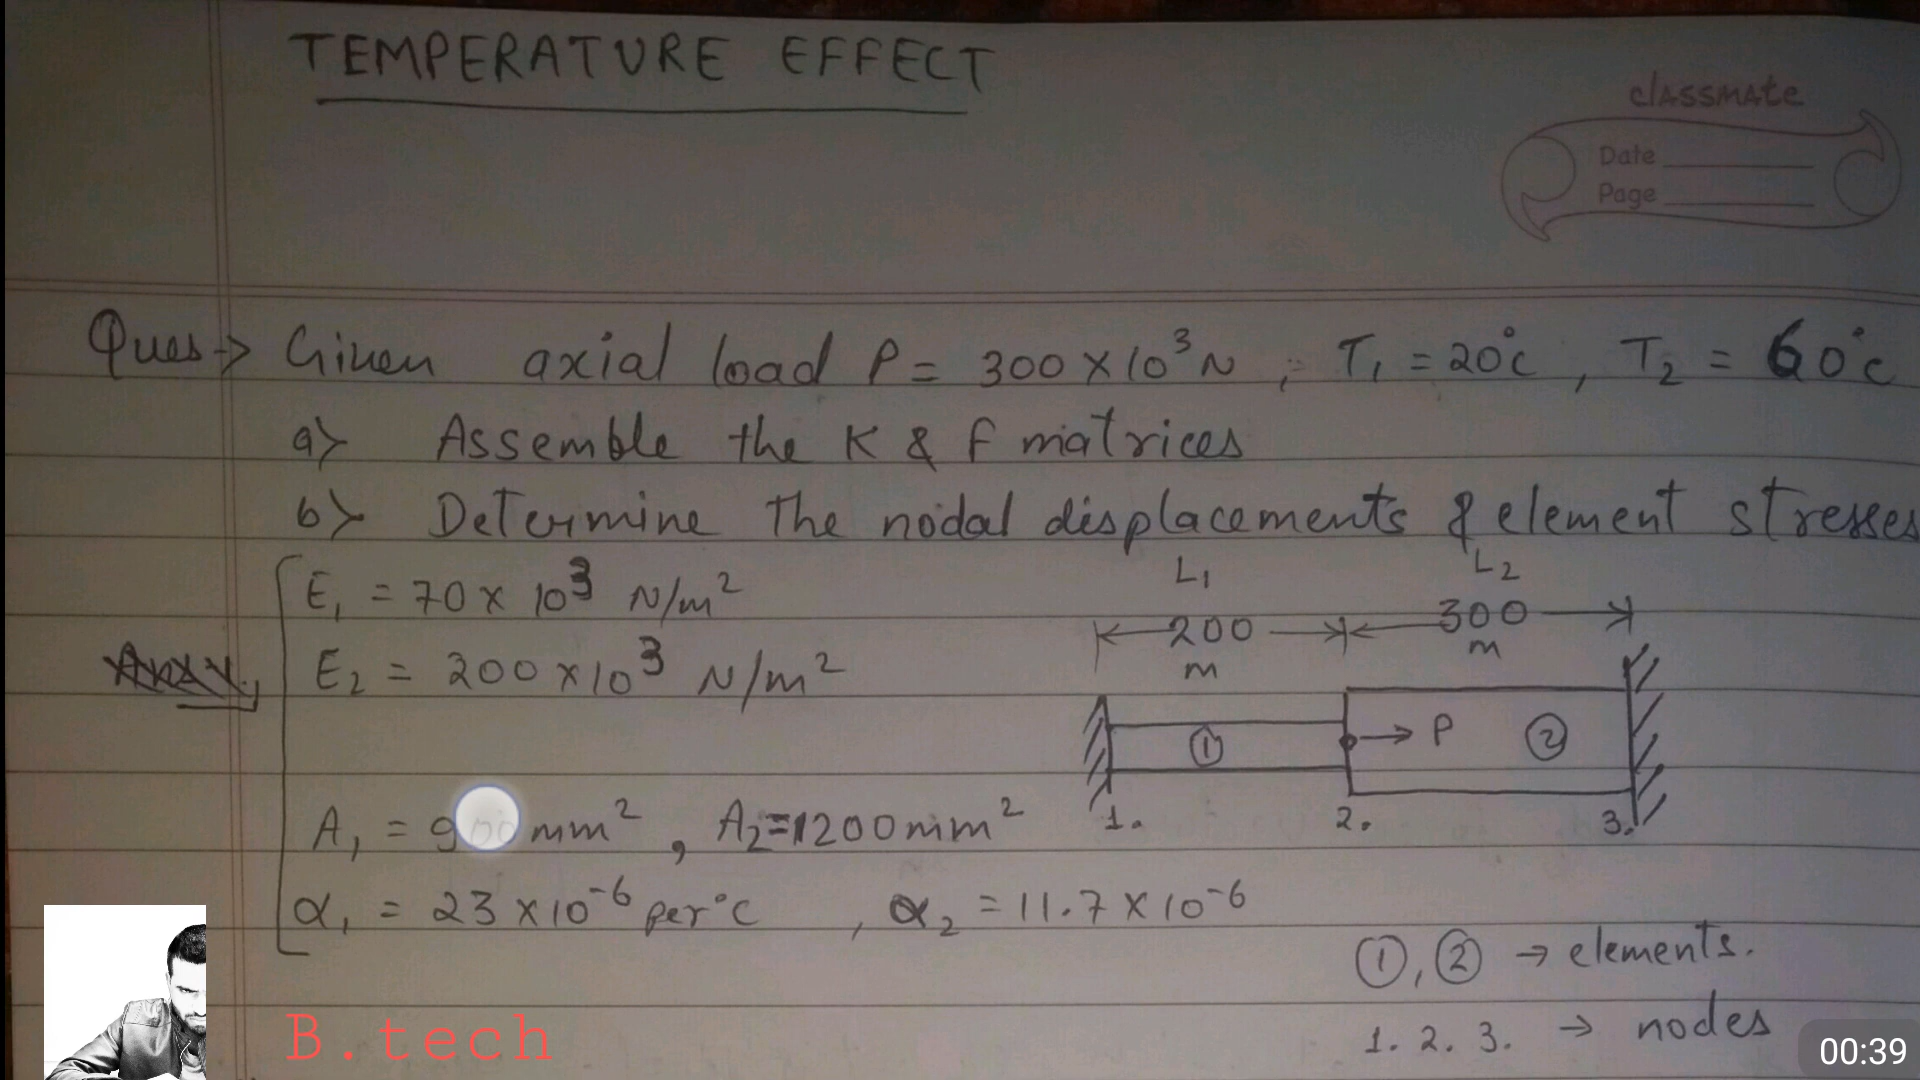 TEMPERATURE EFFECT
classmate
Date
Page
Ques → Given axial load P = 300 × 10³ N, T₁ = 20°c, T₂ = 60°c
a> Assemble the K & F matrices
b> Determine the nodal displacements & element stresses
E₁ = 70 × 10³ N/m²
E₂ = 200 × 10³ N/m²
A₁ = 900 mm², A₂ = 1200 mm²
α₁ = 23 × 10⁻⁶ per °c, α₂ = 11.7 × 10⁻⁶
L₁ L₂
200 300
m m
① → P ②
1. 2. 3.
①, ② → elements.
1. 2. 3. → nodes
B.tech
00:39